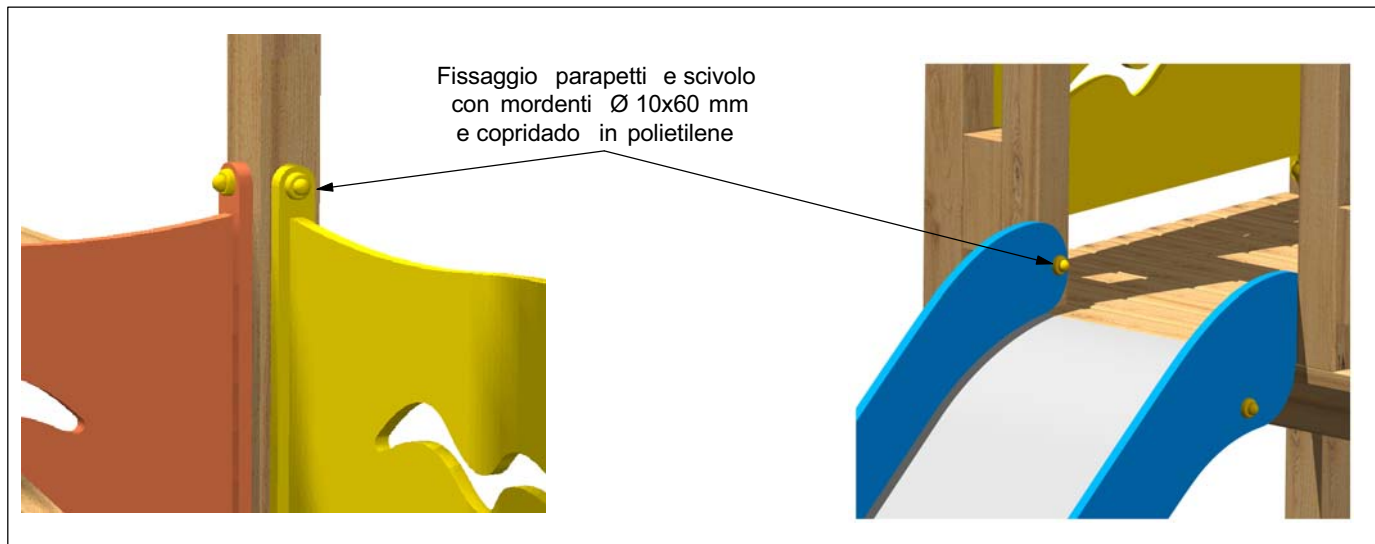 Fissaggio parapetti e scivolo
con mordenti Ø 10x60 mm
e copridado in polietilene